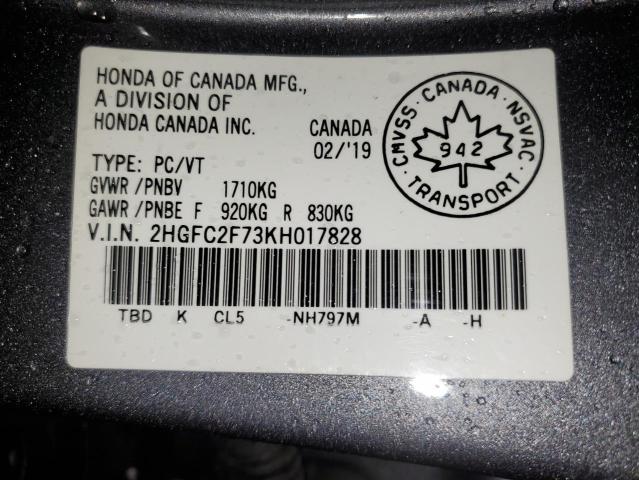 HONDA OF CANADA MFG.,
A DIVISION OF
HONDA CANADA INC.
CANADA
02/'19
TYPE: PC/VT
GVWR /PNBV 1710KG
GAWR /PNBE F 920KG R 830KG
V.I.N. 2HGFC2F73KH017828
TBD K CL5 -NH797M -A -H
CMVSS · CANADA · NSVAC
942
· TRANSPORT ·